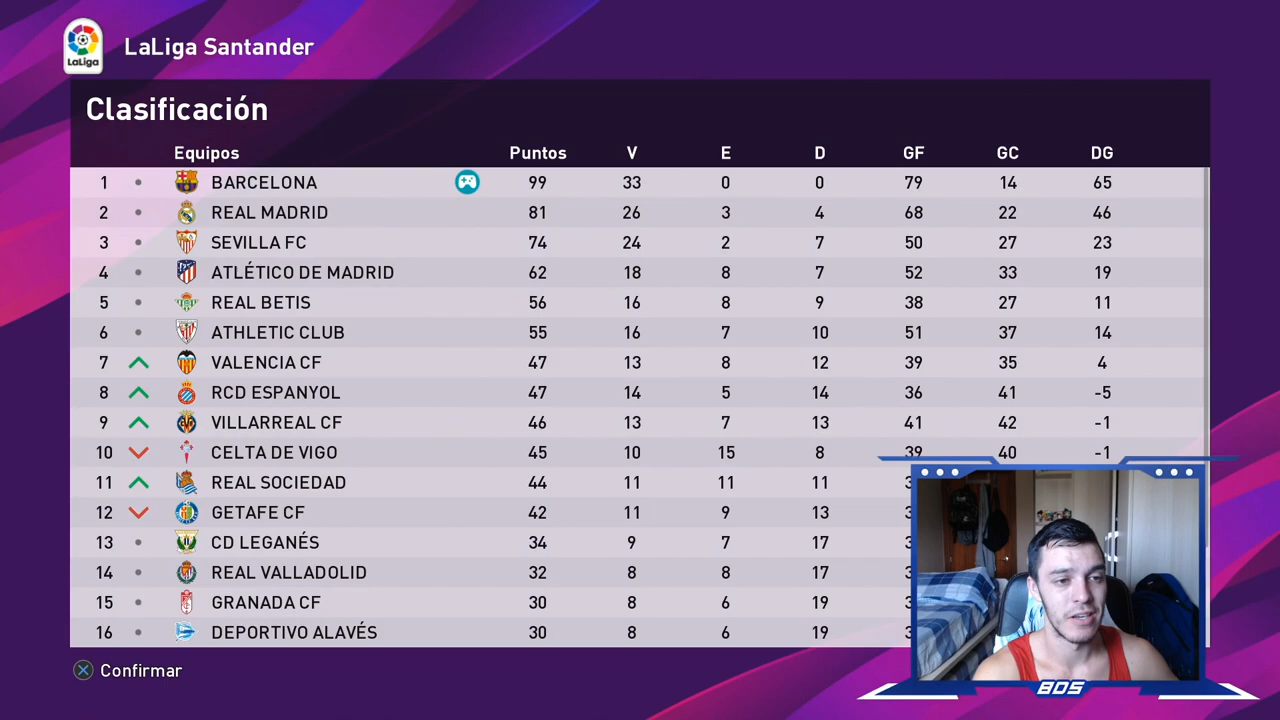 LaLiga Santander
LaLiga
Clasificación
Equipos Puntos V E D GF GC DG
1 BARCELONA 99 33 0 0 79 14 65
2 REAL MADRID 81 26 3 4 68 22 46
3 SEVILLA FC 74 24 2 7 50 27 23
4 ATLÉTICO DE MADRID 62 18 8 7 52 33 19
5 REAL BETIS 56 16 8 9 38 27 11
6 ATHLETIC CLUB 55 16 7 10 51 37 14
7 VALENCIA CF 47 13 8 12 39 35 4
8 RCD ESPANYOL 47 14 5 14 36 41 -5
9 VILLARREAL CF 46 13 7 13 41 42 -1
10 CELTA DE VIGO 45 10 15 8 39 40 -1
11 REAL SOCIEDAD 44 11 11 11
12 GETAFE CF 42 11 9 13
13 CD LEGANÉS 34 9 7 17
14 REAL VALLADOLID 32 8 8 17
15 GRANADA CF 30 8 6 19
16 DEPORTIVO ALAVÉS 30 8 6 19
Confirmar
BDS